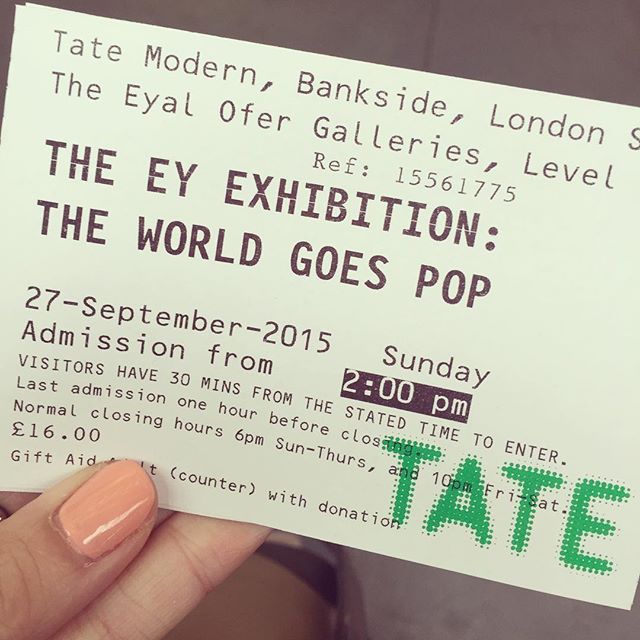 Tate Modern, Bankside, London S
The Eyal Ofer Galleries, Level
Ref: 15561775
THE EY EXHIBITION:
THE WORLD GOES POP
27-September-2015 Sunday
Admission from 2:00 pm
VISITORS HAVE 30 MINS FROM THE STATED TIME TO ENTER.
Last admission one hour before closing.
Normal closing hours 6pm Sun-Thurs, and 10pm Fri-Sat.
£16.00
Gift Aid (counter) with donation
TATE